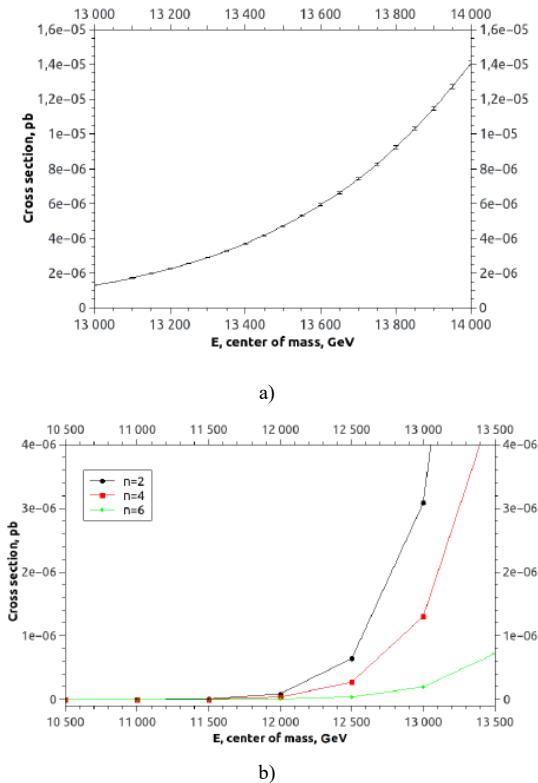 13 000 13 200 13 400 13 600 13 800 14 000
1,6e-05 1,6e-05
1,4e-05 1,4e-05
1,2e-05 1,2e-05
1e-05 1e-05
8e-06 8e-06
6e-06 6e-06
4e-06 4e-06
2e-06 2e-06
0 0
Cross section, pb
13 000 13 200 13 400 13 600 13 800 14 000
E, center of mass, GeV
a)
10 500 11 000 11 500 12 000 12 500 13 000 13 500
4e-06 4e-06
n=2
n=4
n=6
3e-06 3e-06
2e-06 2e-06
1e-06 1e-06
0 0
Cross section, pb
10 500 11 000 11 500 12 000 12 500 13 000 13 500
E, center of mass, GeV
b)